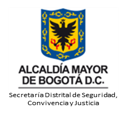 ALCALDÍA MAYOR
DE BOGOTÁ D.C.
Secretaría Distrital de Seguridad,
Convivencia y Justicia